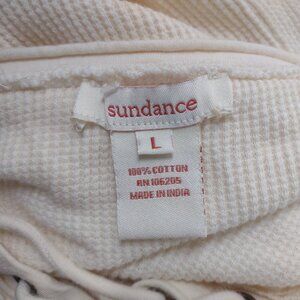 sundance
L
100% COTTON
RN 106205
MADE IN INDIA